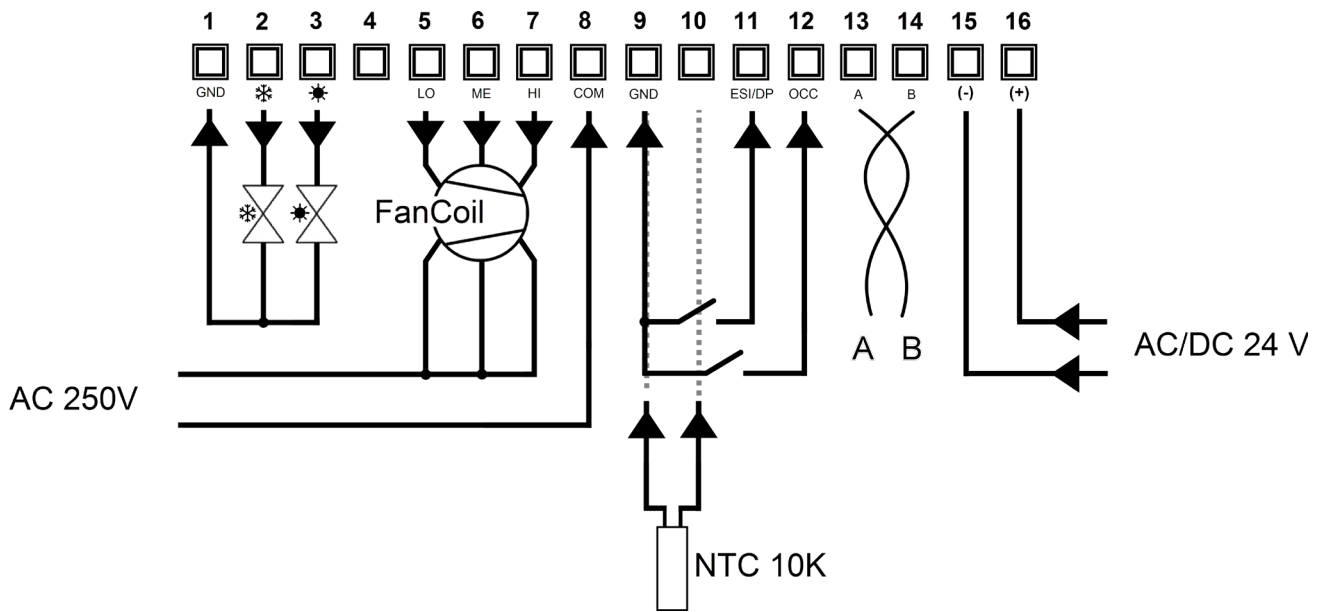 1 2 3 4 5 6 7 8 9 10 11 12 13 14 15 16
GND LO ME HI COM GND ESI/DP OCC A B (-) (+)
FanCoil
A B
AC/DC 24 V
AC 250V
NTC 10K